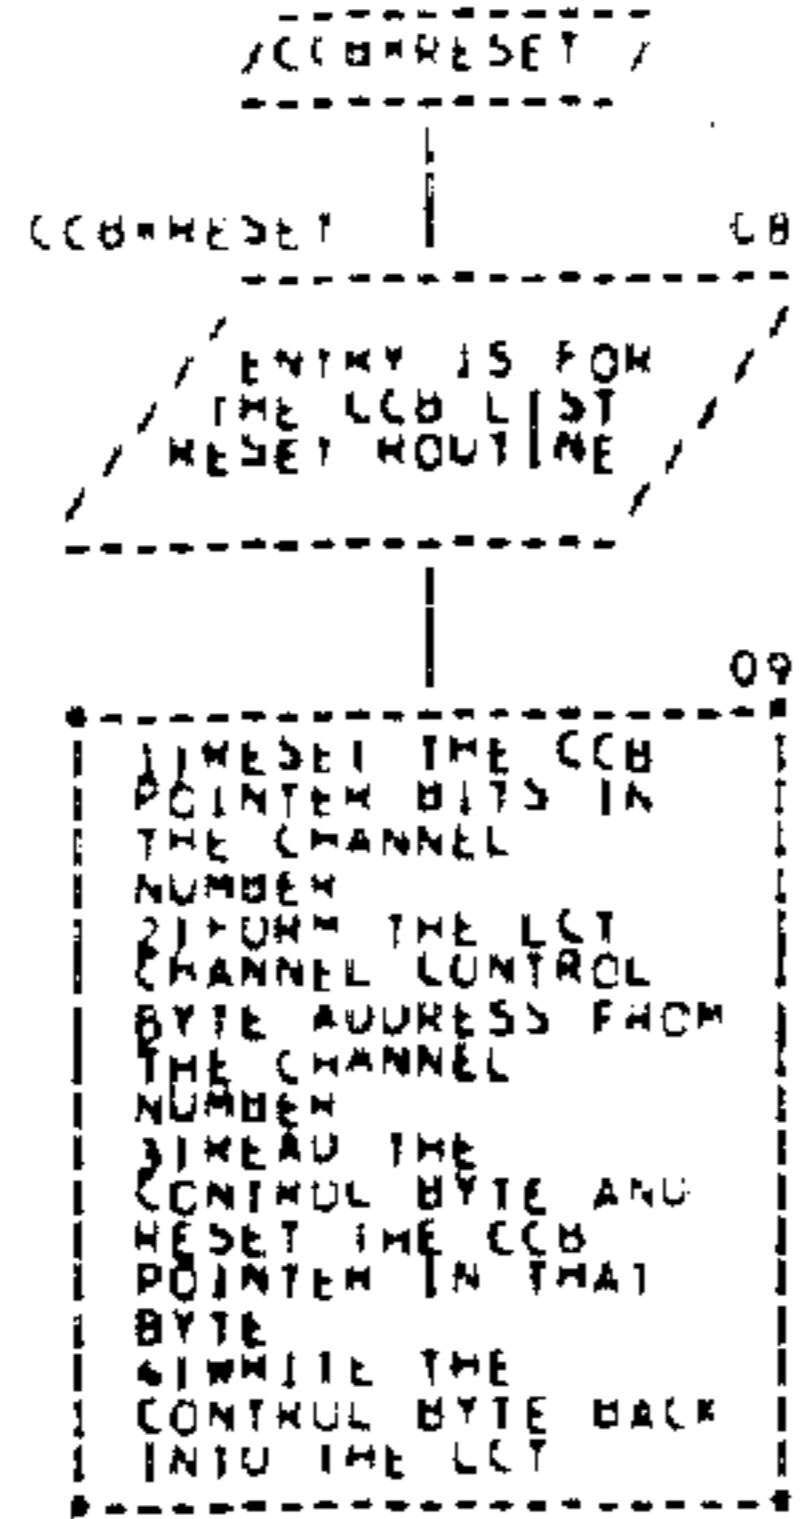 /CCB*RESET /
CCB*RESET 08
ENTRY IS FOR
THE CCB LIST
RESET ROUTINE
09
1)RESET THE CCB
POINTER BITS IN
THE CHANNEL
NUMBER
2)FORM THE LCT
CHANNEL CONTROL
BYTE ADDRESS FROM
THE CHANNEL
NUMBER
3)READ THE
CONTROL BYTE AND
RESET THE CCB
POINTER IN THAT
BYTE
4)WRITE THE
CONTROL BYTE BACK
INTO THE LCT